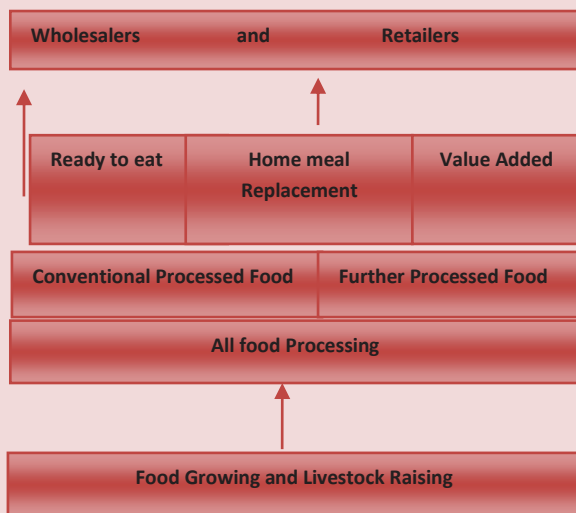 Wholesalers and Retailers
Ready to eat
Home meal
Replacement
Value Added
Conventional Processed Food
Further Processed Food
All food Processing
Food Growing and Livestock Raising